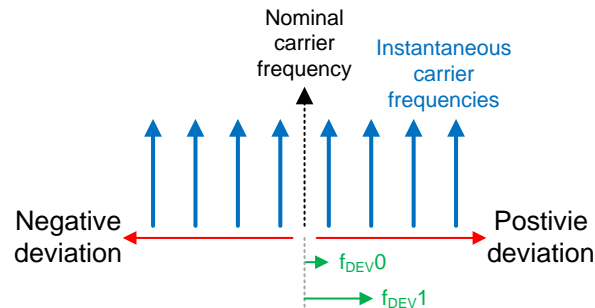 Nominal
carrier
frequency
Instantaneous
carrier
frequencies
Negative
deviation
Postivie
deviation
fDEV0
fDEV1